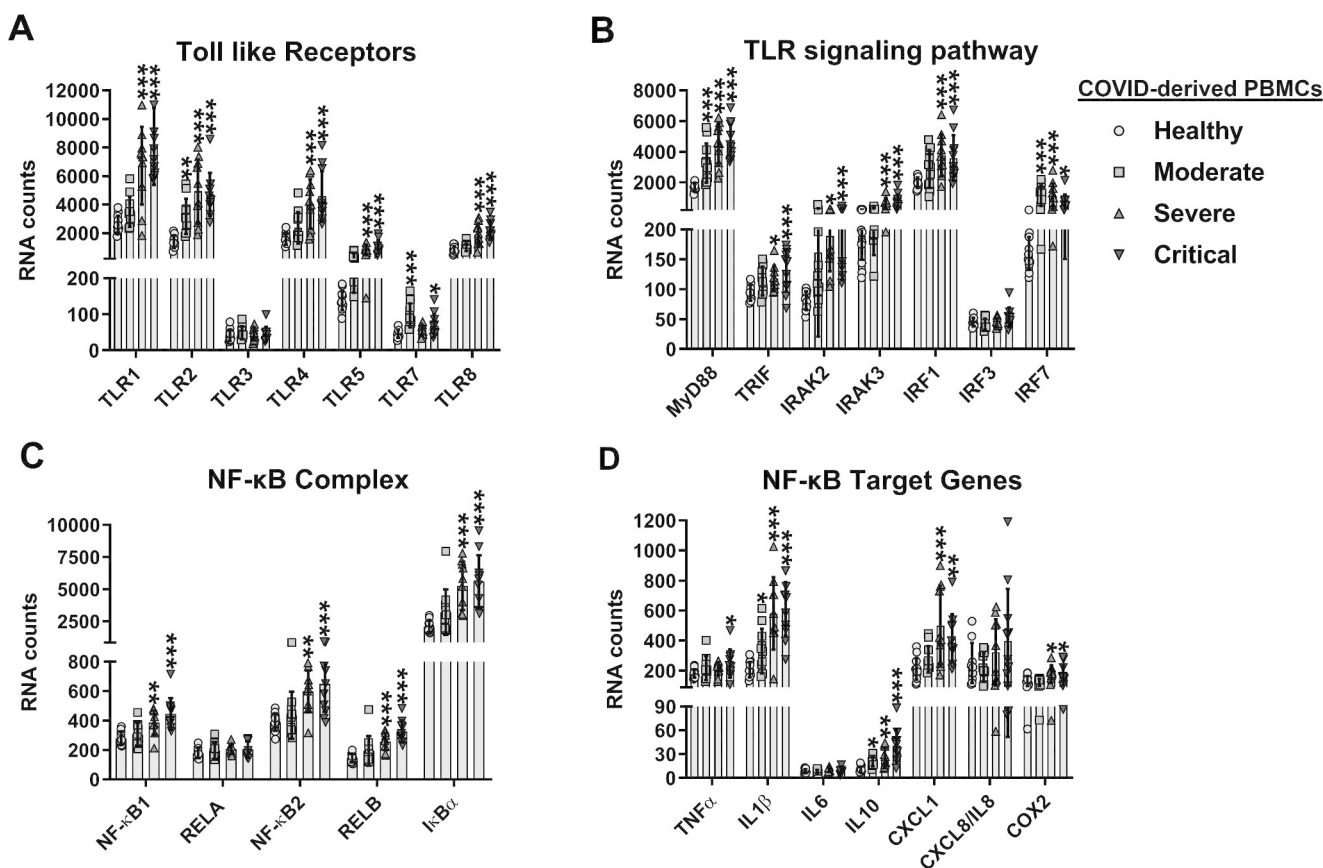 A
Toll like Receptors
RNA counts
12000
10000
8000
6000
4000
2000
200
100
0
TLR1
TLR2
TLR3
TLR4
TLR5
TLR7
TLR8
B
TLR signaling pathway
RNA counts
8000
6000
4000
2000
200
150
100
50
0
MyD88
TRIF
IRAK2
IRAK3
IRF1
IRF3
IRF7
COVID-derived PBMCs
Healthy
Moderate
Severe
Critical
C
NF-κB Complex
RNA counts
10000
7500
5000
2500
800
600
400
200
0
NF-κB1
RELA
NF-κB2
RELB
IκBα
D
NF-κB Target Genes
RNA counts
1200
1000
800
600
400
200
90
60
30
0
TNFα
IL1β
IL6
IL10
CXCL1
CXCL8/IL8
COX2